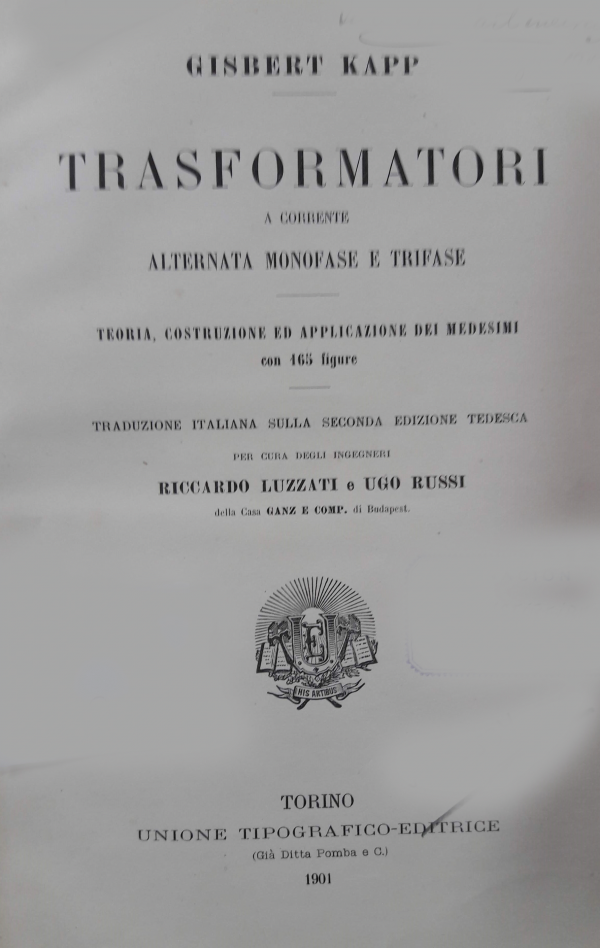 GISBERT KAPP
TRASFORMATORI
A CORRENTE
ALTERNATA MONOFASE E TRIFASE
TEORIA, COSTRUZIONE ED APPLICAZIONE DEI MEDESIMI
con 165 figure
TRADUZIONE ITALIANA SULLA SECONDA EDIZIONE TEDESCA
PER CURA DEGLI INGEGNERI
RICCARDO LUZZATI e UGO RUSSI
della Casa GANZ E COMP. di Budapest.
HIS ARTIBUS
TORINO
UNIONE TIPOGRAFICO-EDITRICE
(Già Ditta Pomba e C.)
1901